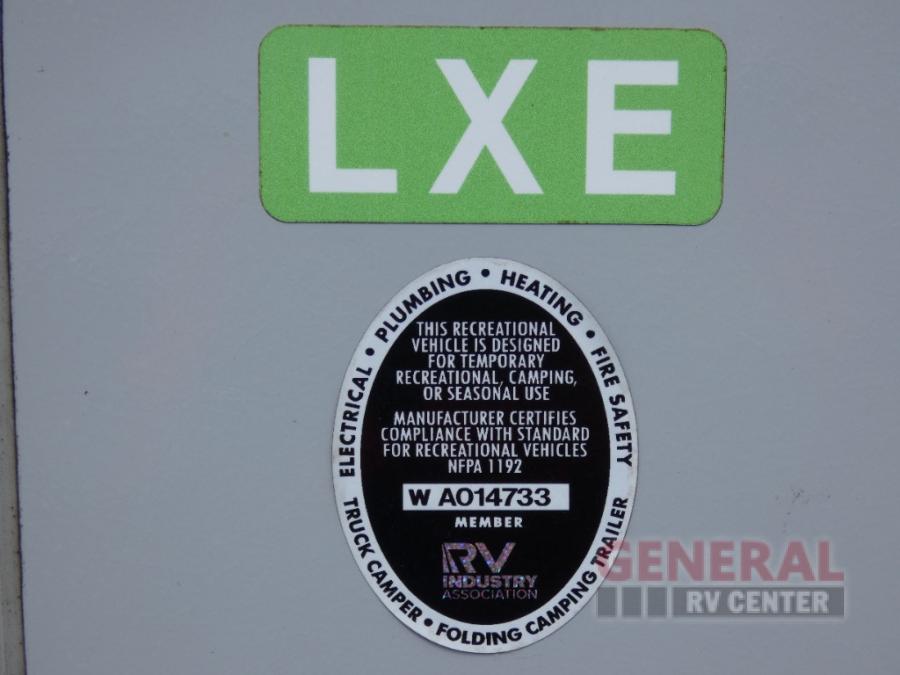 LXE
ELECTRICAL • PLUMBING • HEATING • FIRE SAFETY
THIS RECREATIONAL
VEHICLE IS DESIGNED
FOR TEMPORARY
RECREATIONAL, CAMPING,
OR SEASONAL USE
MANUFACTURER CERTIFIES
COMPLIANCE WITH STANDARD
FOR RECREATIONAL VEHICLES
NFPA 1192
W AO14733
MEMBER
RV
INDUSTRY
ASSOCIATION
TRUCK CAMPER • FOLDING CAMPING TRAILER
GENERAL
RV CENTER